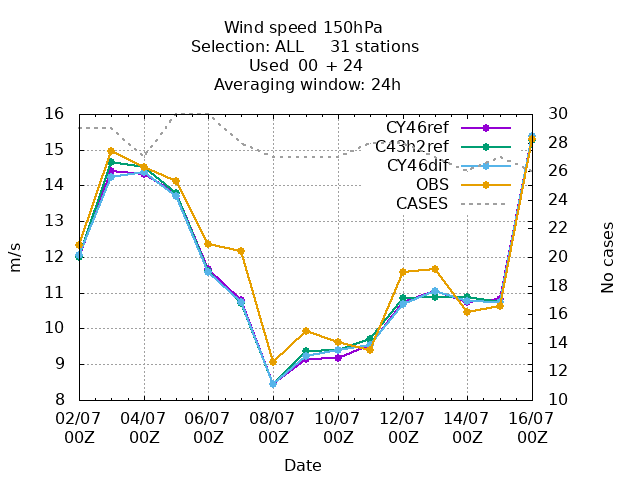 Wind speed 150hPa
Selection: ALL 31 stations
Used 00 + 24
Averaging window: 24h
16 30
CY46ref
15 28
C43h2ref
CY46dif
14 26
OBS
24
CASES
13 22
12 20
m/s
No cases
11 18
16
10 14
9 12
8 10
02/07 04/07 06/07 08/07 10/07 12/07 14/07 16/07
00Z 00Z 00Z 00Z 00Z 00Z 00Z 00Z
Date